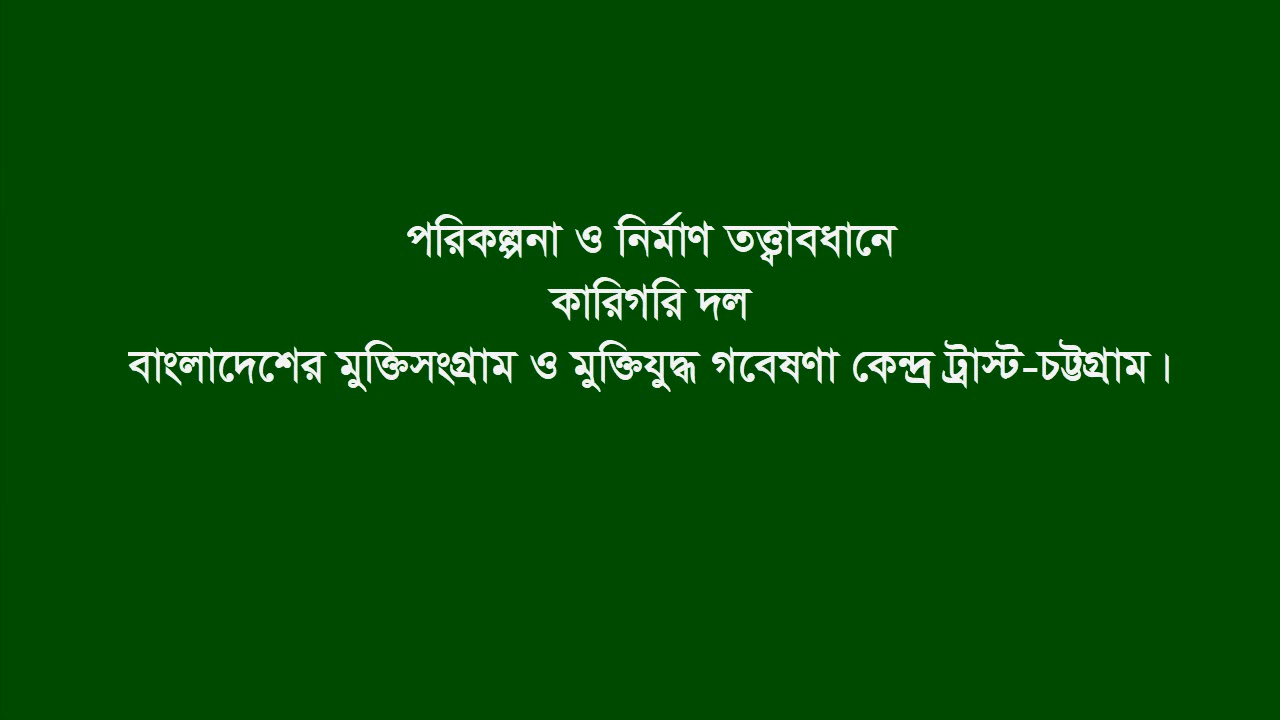 পরিকল্পনা ও নির্মাণ তত্ত্বাবধানে
কারিগরি দল
বাংলাদেশের মুক্তিসংগ্রাম ও মুক্তিযুদ্ধ গবেষণা কেন্দ্র ট্রাস্ট-চট্টগ্রাম।